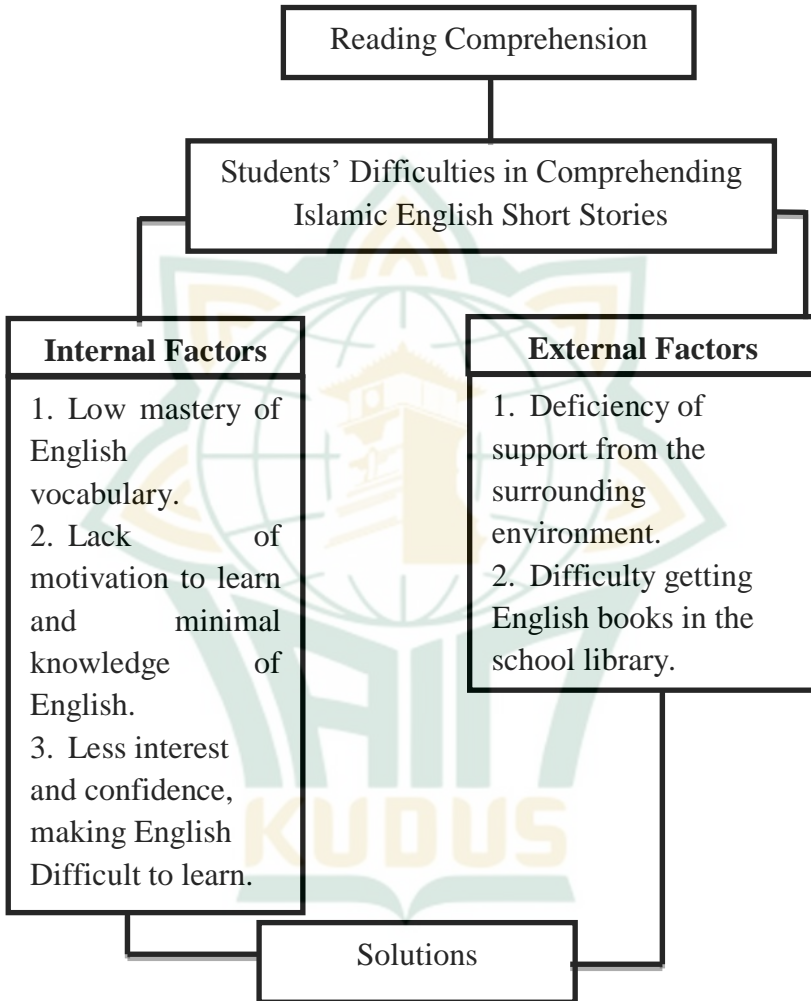 Reading Comprehension
Students’ Difficulties in Comprehending
Islamic English Short Stories
Internal Factors
1. Low mastery of
English
vocabulary.
2. Lack of
motivation to learn
and minimal
knowledge of
English.
3. Less interest
and confidence,
making English
Difficult to learn.
External Factors
1. Deficiency of
support from the
surrounding
environment.
2. Difficulty getting
English books in the
school library.
IAIN
KUDUS
Solutions